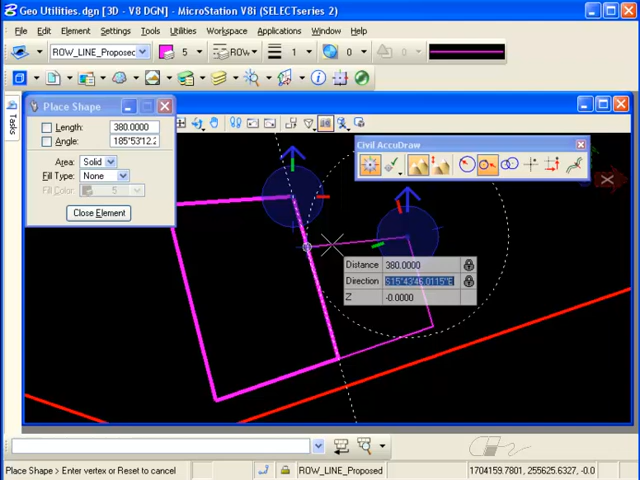 Geo Utilities.dgn [3D - V8 DGN] - MicroStation V8i (SELECTseries 2)
File Edit Element Settings Tools Utilities Workspace Applications Window Help
ROW_LINE_Proposed 5 ROW 1 0
Place Shape
Length: 380.0000
Angle: 185°53'12.2
Area: Solid
Fill Type: None
Fill Color: 5
Close Element
Tasks
Civil AccuDraw
Distance 380.0000
Direction S15°43'46.0115"E
Z -0.0000
Place Shape > Enter vertex or Reset to cancel
ROW_LINE_Proposed
1704159.7801, 255625.6327, -0.0